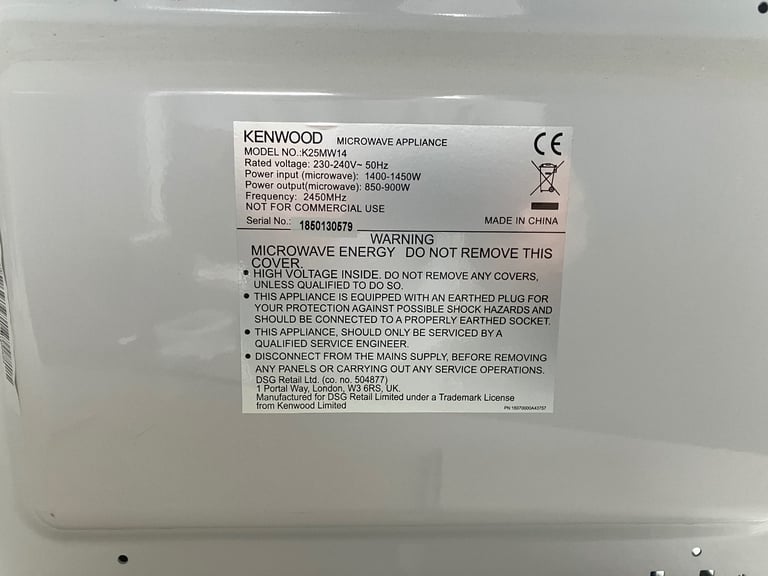 KENWOOD MICROWAVE APPLIANCE
MODEL NO.:K25MW14
Rated voltage: 230-240V~ 50Hz
Power input (microwave): 1400-1450W
Power output(microwave): 850-900W
Frequency: 2450MHz
NOT FOR COMMERCIAL USE
Serial No.: 1850130579
CE
MADE IN CHINA
WARNING
MICROWAVE ENERGY DO NOT REMOVE THIS
COVER.
• HIGH VOLTAGE INSIDE. DO NOT REMOVE ANY COVERS,
UNLESS QUALIFIED TO DO SO.
• THIS APPLIANCE IS EQUIPPED WITH AN EARTHED PLUG FOR
YOUR PROTECTION AGAINST POSSIBLE SHOCK HAZARDS AND
SHOULD BE CONNECTED TO A PROPERLY EARTHED SOCKET.
• THIS APPLIANCE, SHOULD ONLY BE SERVICED BY A
QUALIFIED SERVICE ENGINEER.
• DISCONNECT FROM THE MAINS SUPPLY, BEFORE REMOVING
ANY PANELS OR CARRYING OUT ANY SERVICE OPERATIONS.
DSG Retail Ltd. (co. no. 504877)
1 Portal Way, London, W3 6RS, UK.
Manufactured for DSG Retail Limited under a Trademark License
from Kenwood Limited